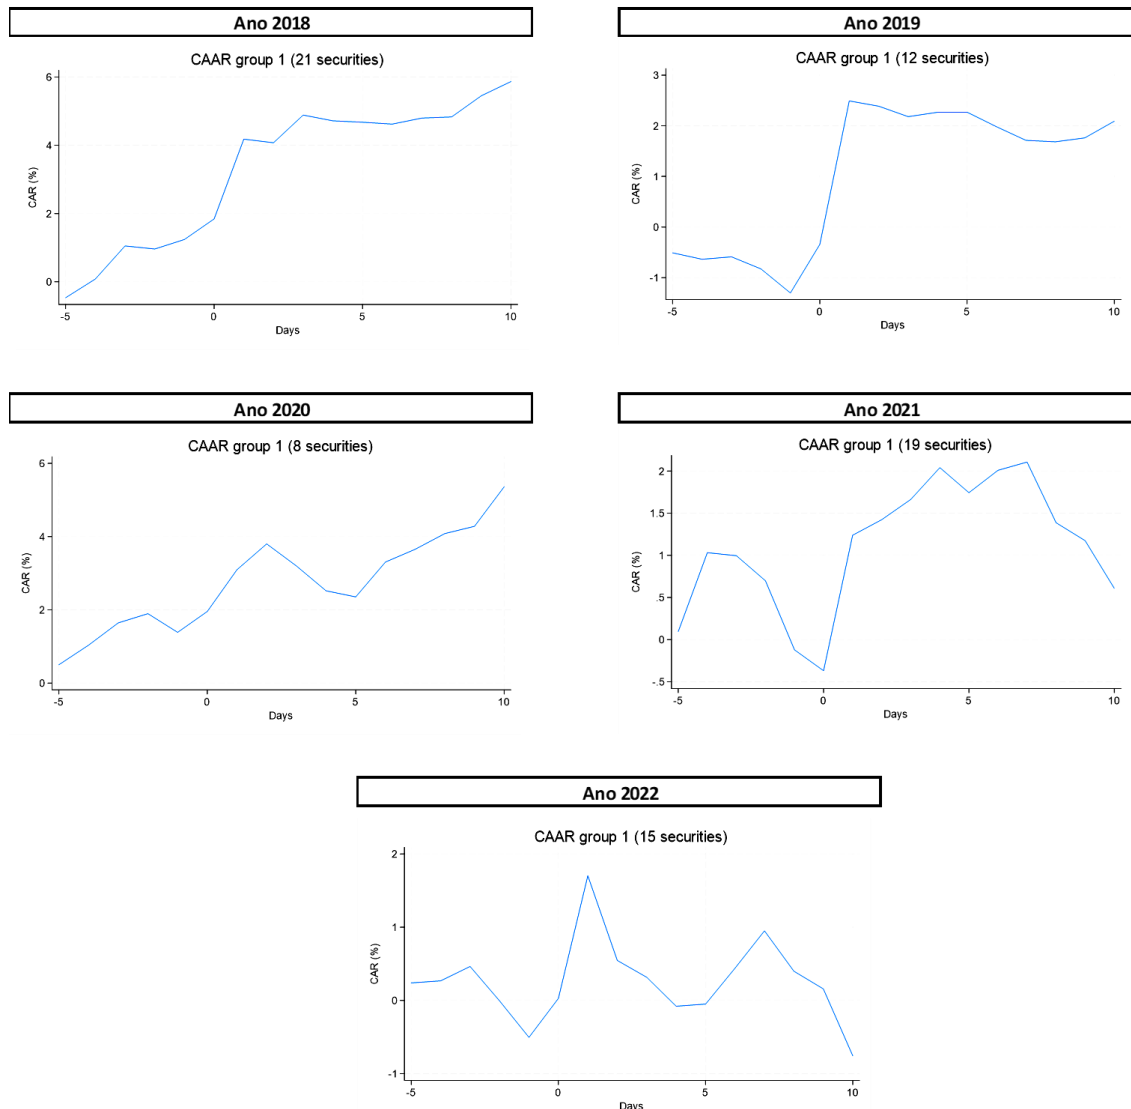 Ano 2018
CAAR group 1 (21 securities)
6
4
2
0
CAR (%)
-5 0 5 10
Days
Ano 2019
CAAR group 1 (12 securities)
3
2
1
0
-1
CAR (%)
-5 0 5 10
Days
Ano 2020
CAAR group 1 (8 securities)
6
4
2
0
CAR (%)
-5 0 5 10
Days
Ano 2021
CAAR group 1 (19 securities)
2
1.5
1
.5
0
-.5
CAR (%)
-5 0 5 10
Days
Ano 2022
CAAR group 1 (15 securities)
2
1
0
-1
CAR (%)
-5 0 5 10
Days